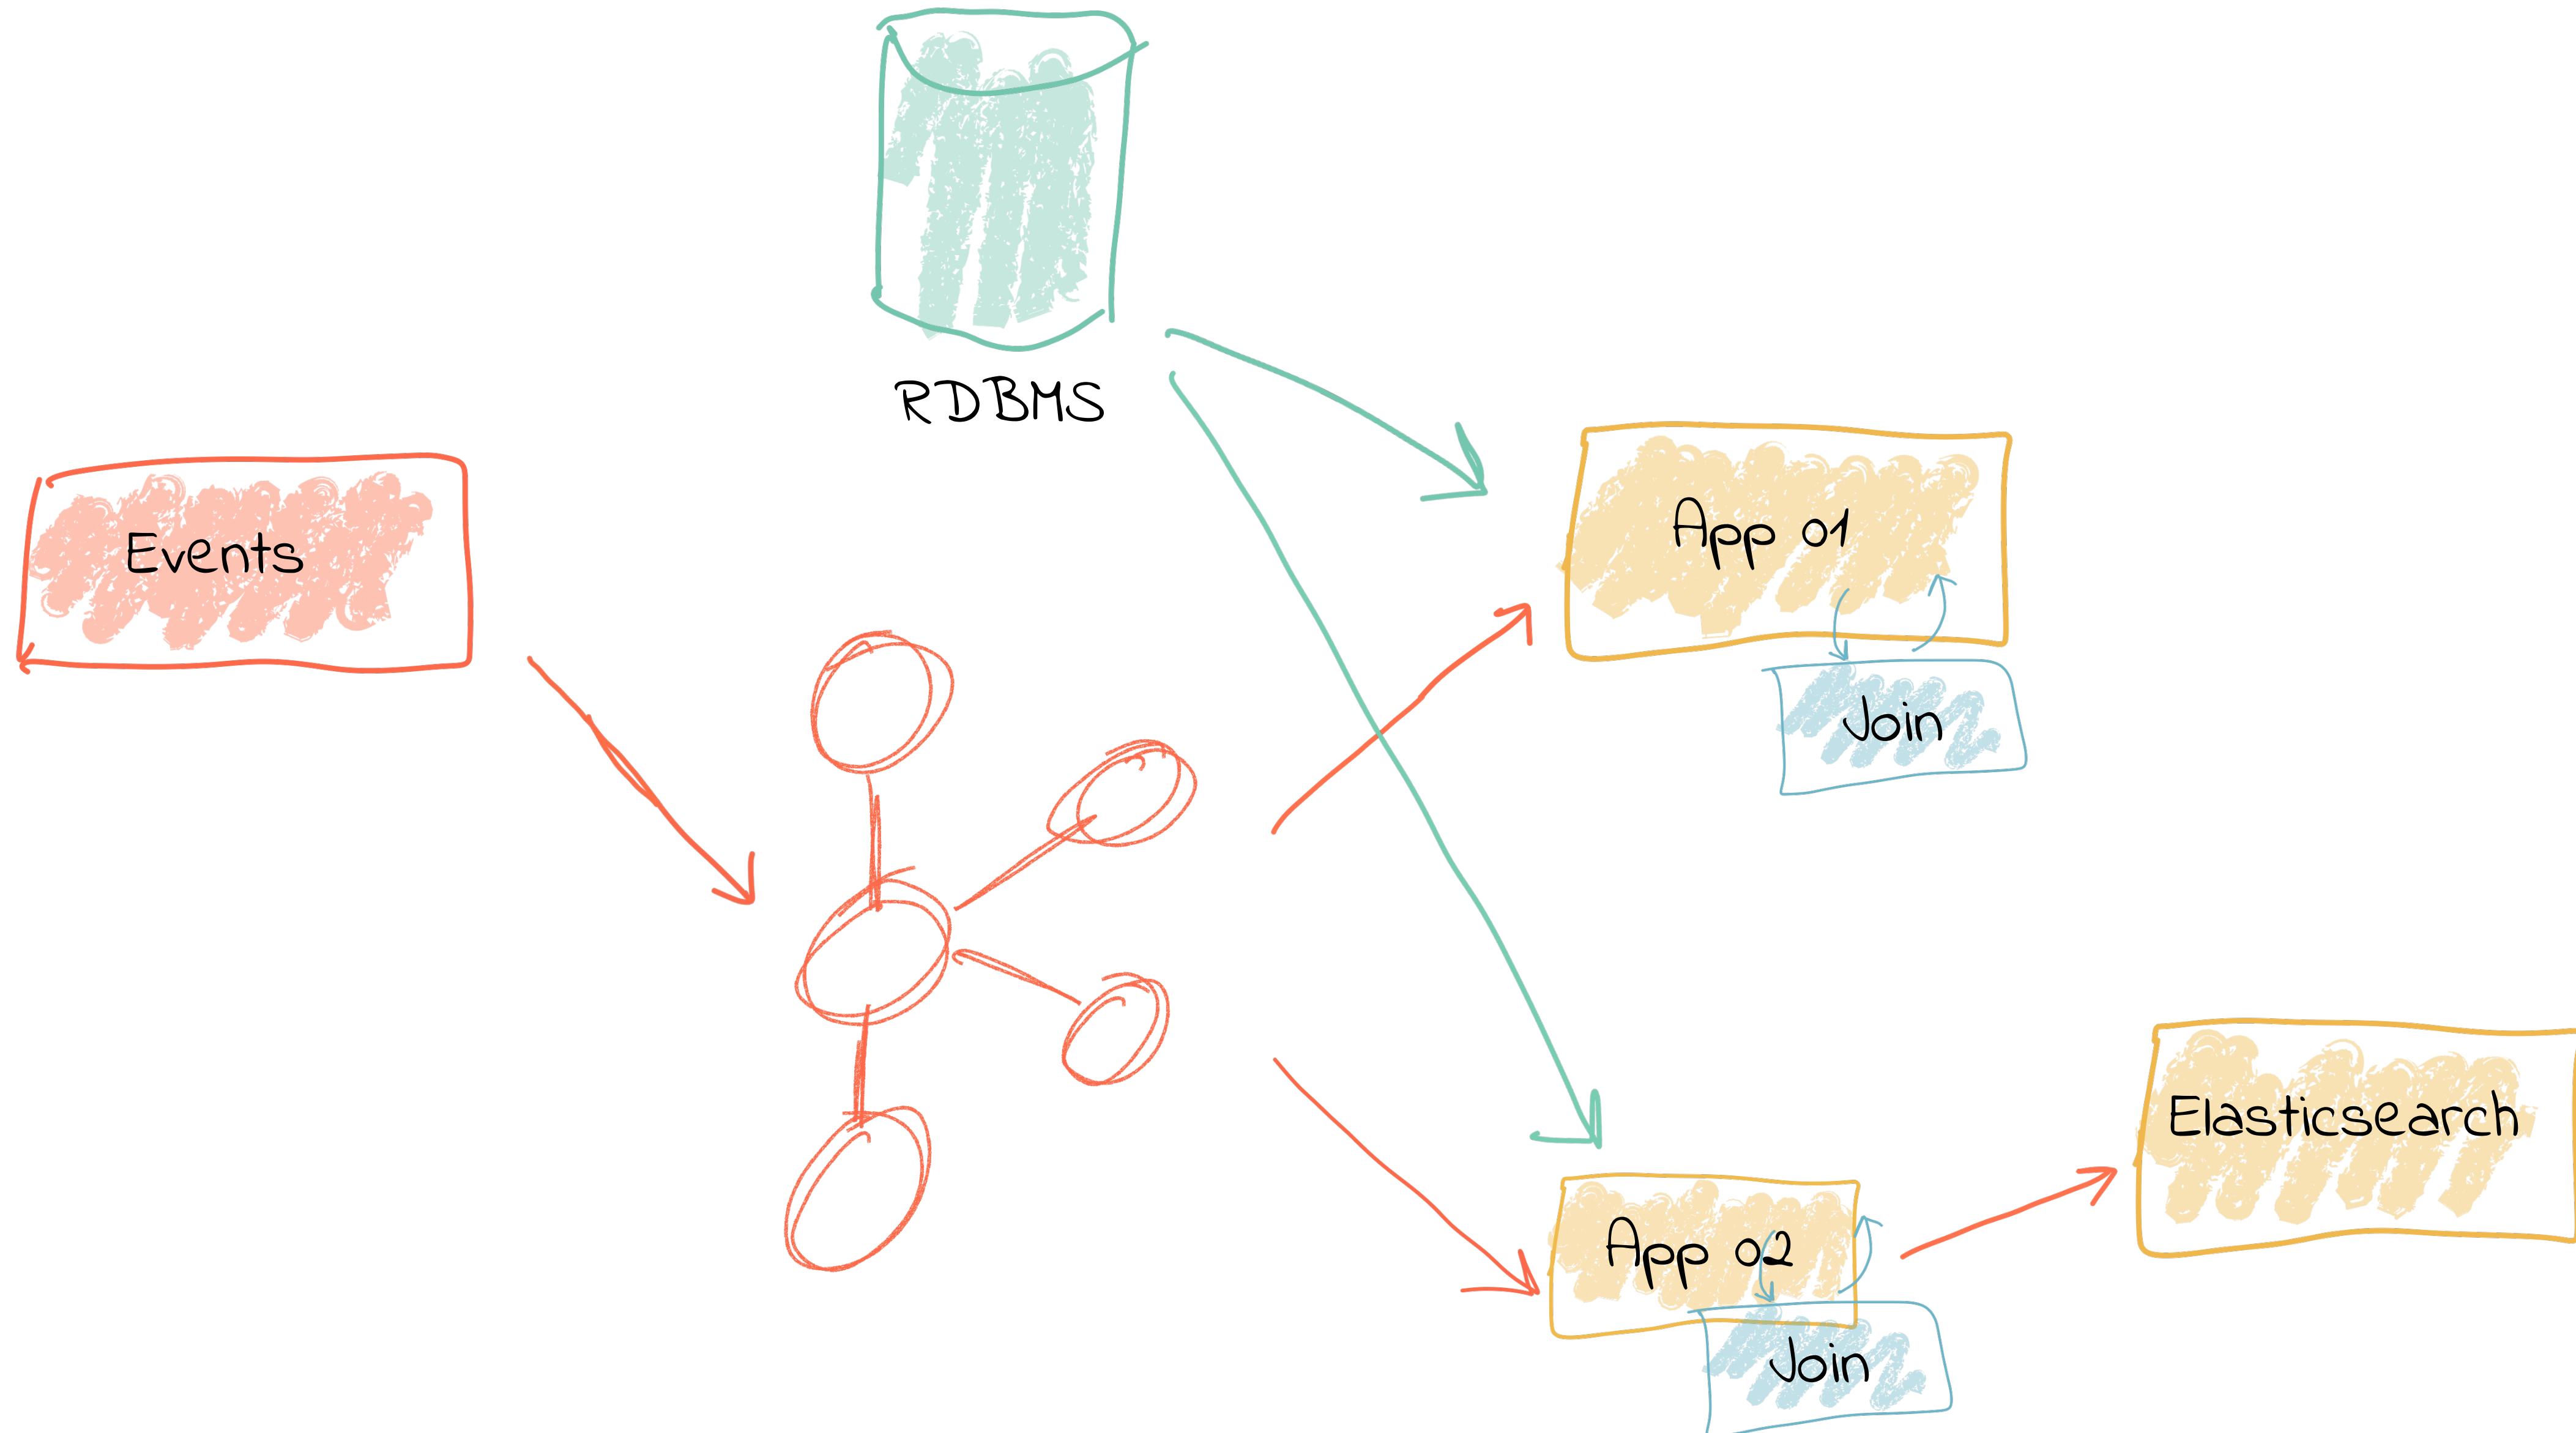 RDBMS
Events
App 01
Join
Elasticsearch
App 02
Join